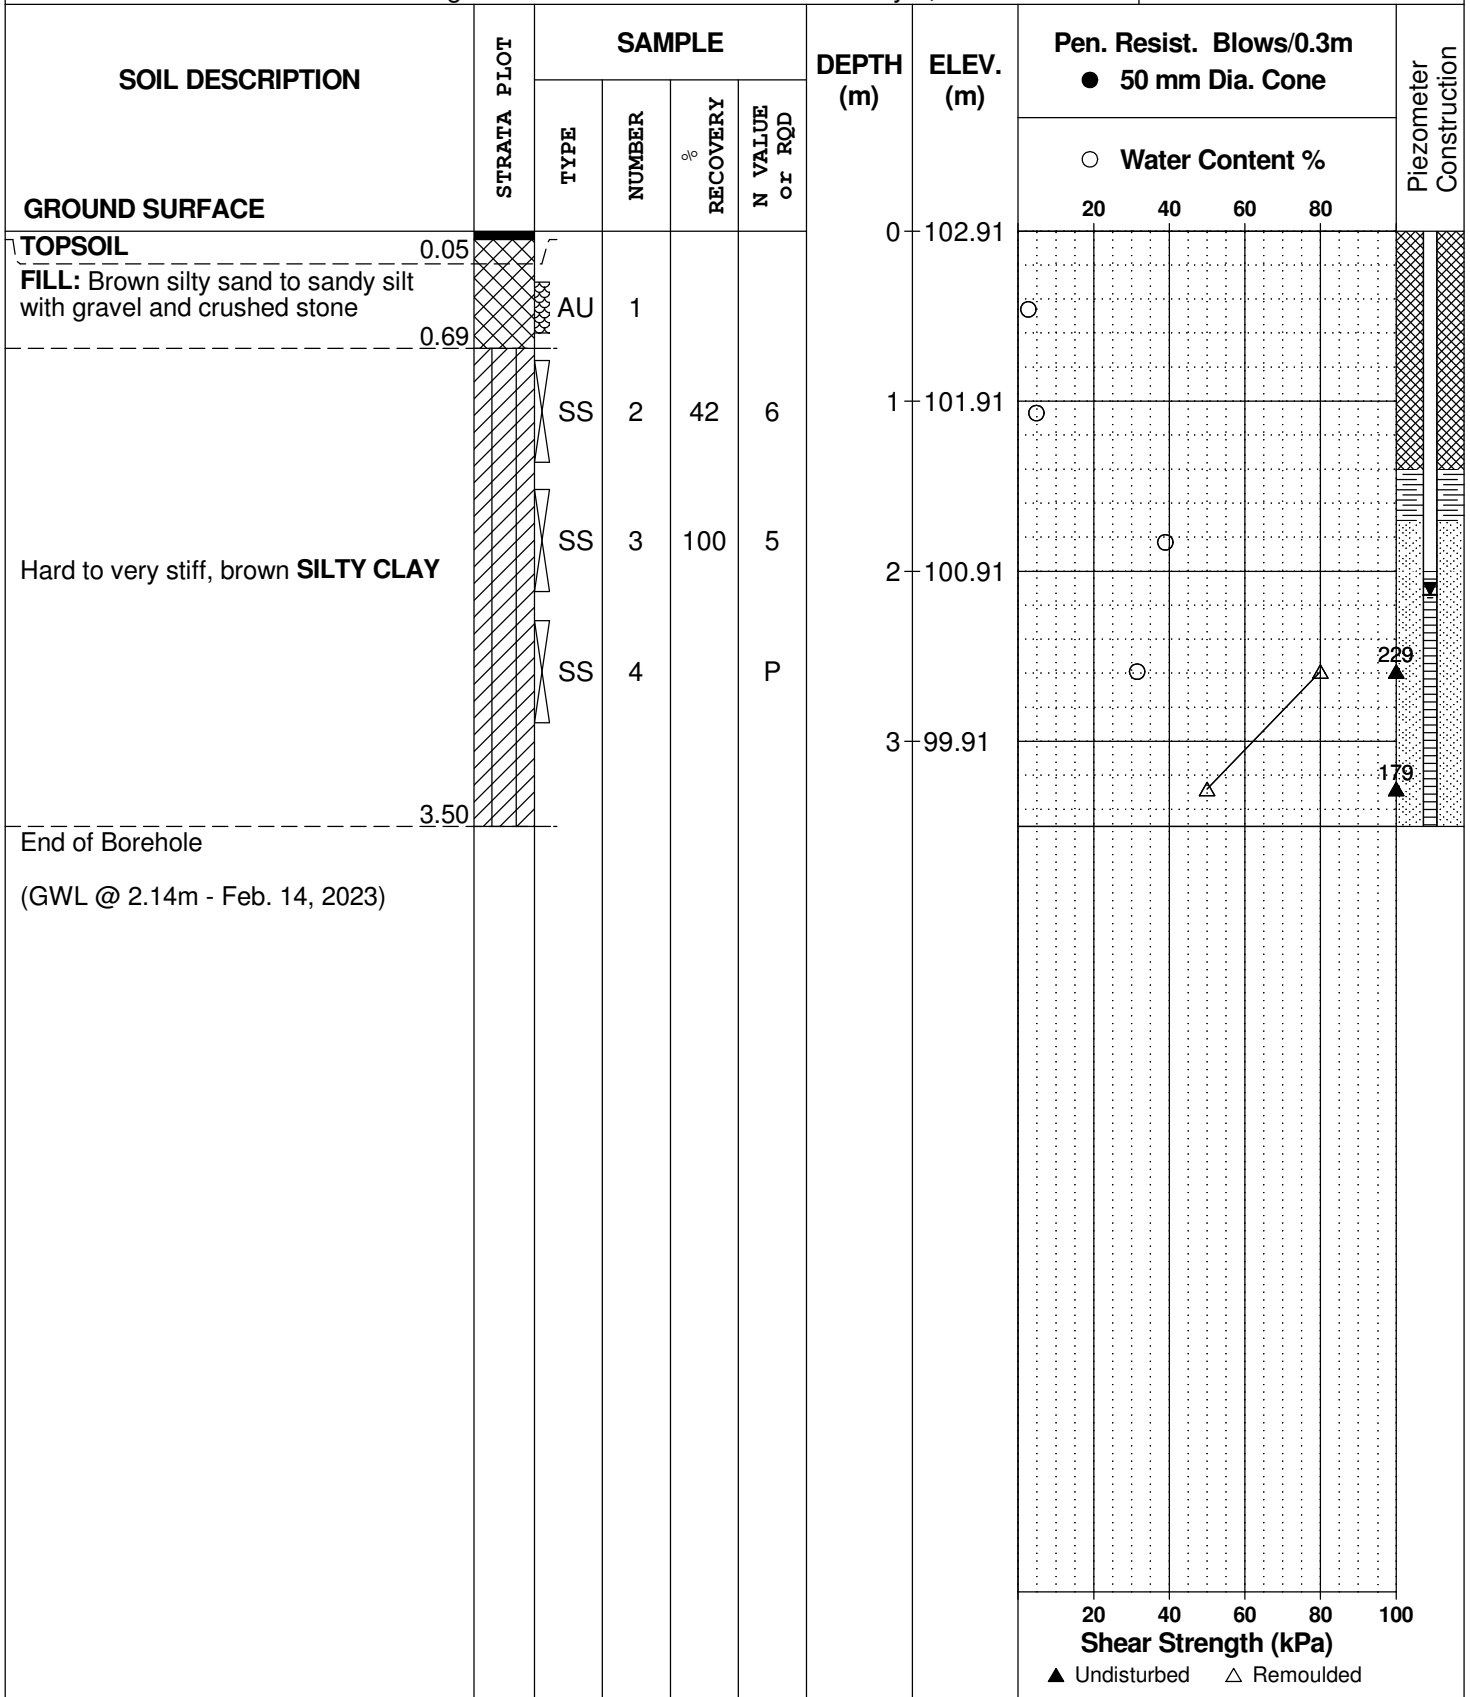 SOIL DESCRIPTION
GROUND SURFACE
STRATA PLOT
SAMPLE
TYPE
NUMBER
% RECOVERY
N VALUE or RQD
DEPTH (m)
ELEV. (m)
Pen. Resist. Blows/0.3m
● 50 mm Dia. Cone
○ Water Content %
20 40 60 80
Piezometer Construction
0 102.91
TOPSOIL 0.05
FILL: Brown silty sand to sandy silt
with gravel and crushed stone
0.69
AU 1
SS 2 42 6
1 101.91
SS 3 100 5
Hard to very stiff, brown SILTY CLAY
2 100.91
SS 4 P
229
3 99.91
179
3.50
End of Borehole
(GWL @ 2.14m - Feb. 14, 2023)
20 40 60 80 100
Shear Strength (kPa)
▲ Undisturbed △ Remoulded